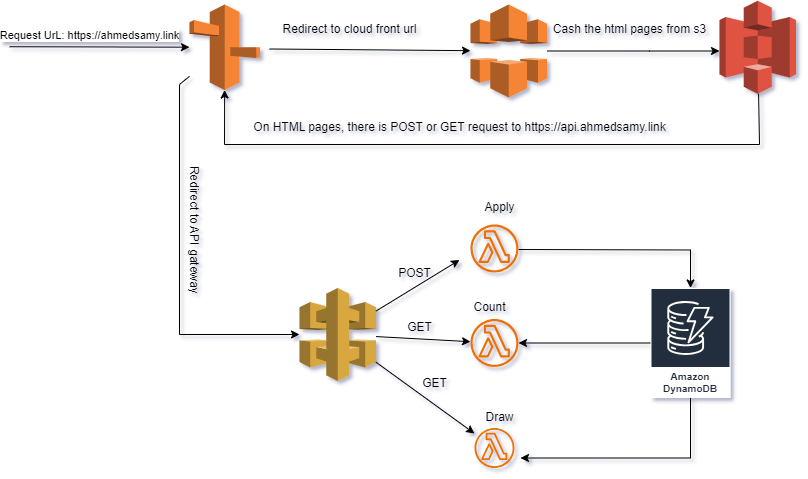 Request UrL: https://ahmedsamy.link
Redirect to cloud front url
Cash the html pages from s3
On HTML pages, there is POST or GET request to https://api.ahmedsamy.link
Redirect to API gateway
Apply
POST
Count
GET
GET
Draw
Amazon
DynamoDB